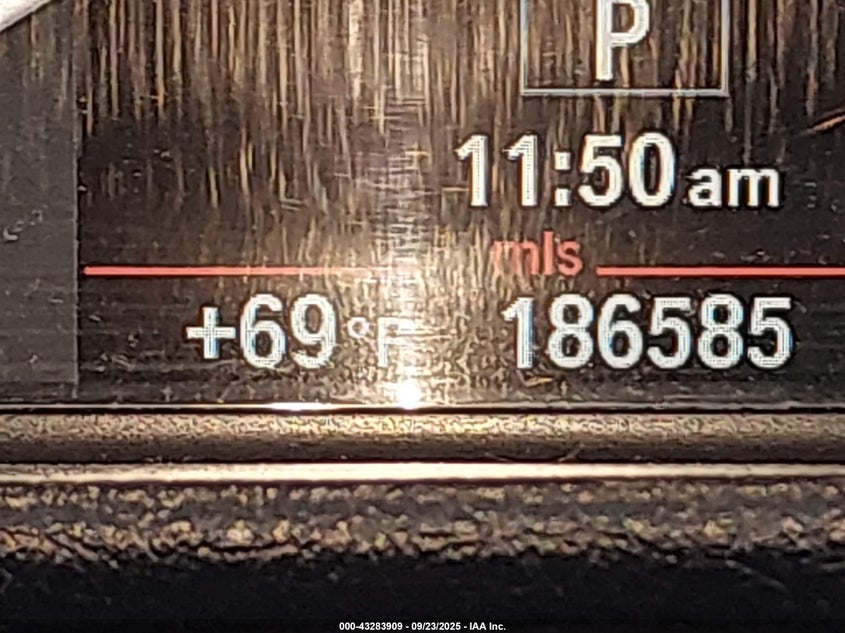 P
11:50 am
mls
+69 °F 186585
000-43283909 - 09/23/2025 - IAA Inc.